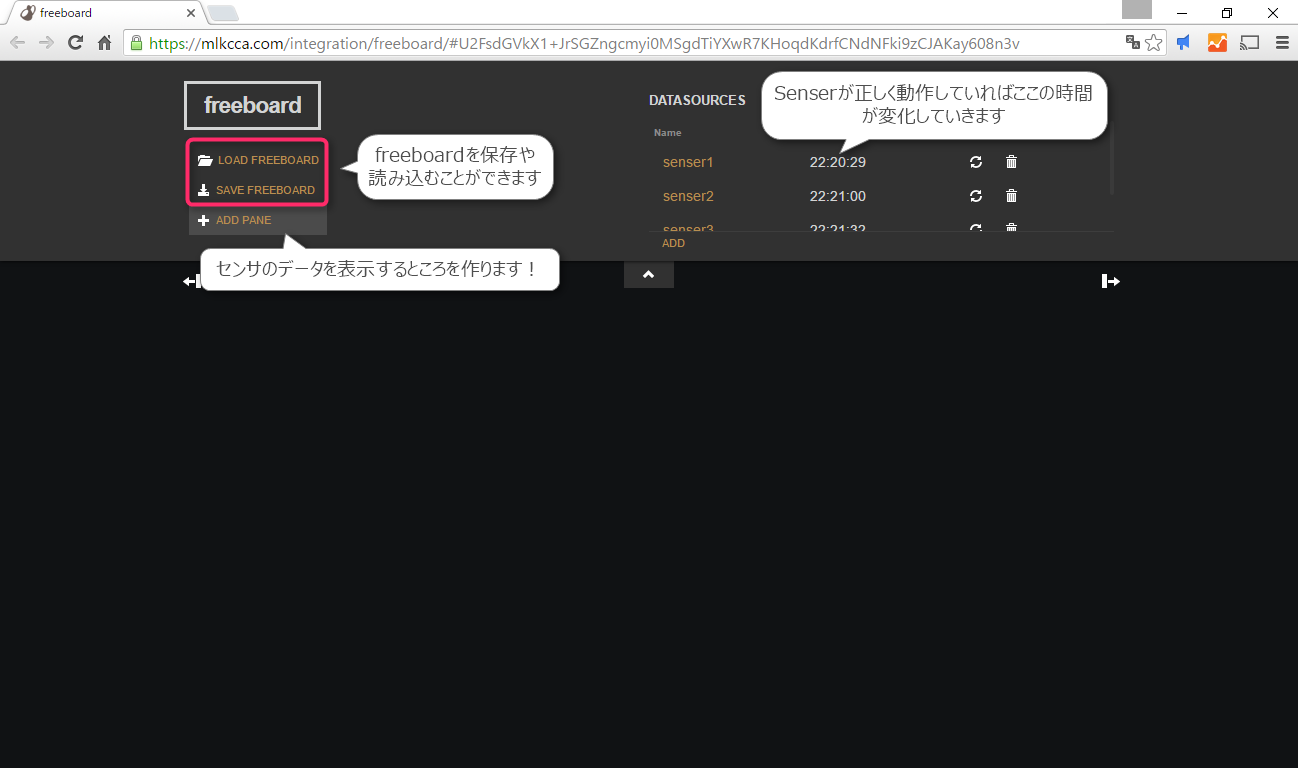 freeboard
https://mlkcca.com/integration/freeboard/#U2FsdGVkX1+JrSGZngcmyi0MSgdTiYXwR7KHoqdKdrfCNdNFki9zCJAKay608n3v
freeboard
LOAD FREEBOARD
SAVE FREEBOARD
ADD PANE
freeboardを保存や
読み込むことができます
センサのデータを表示するところを作ります！
DATASOURCES
Senserが正しく動作していればここの時間
が変化していきます
Name
senser1 22:20:29
senser2 22:21:00
senser3 22:21:32
ADD